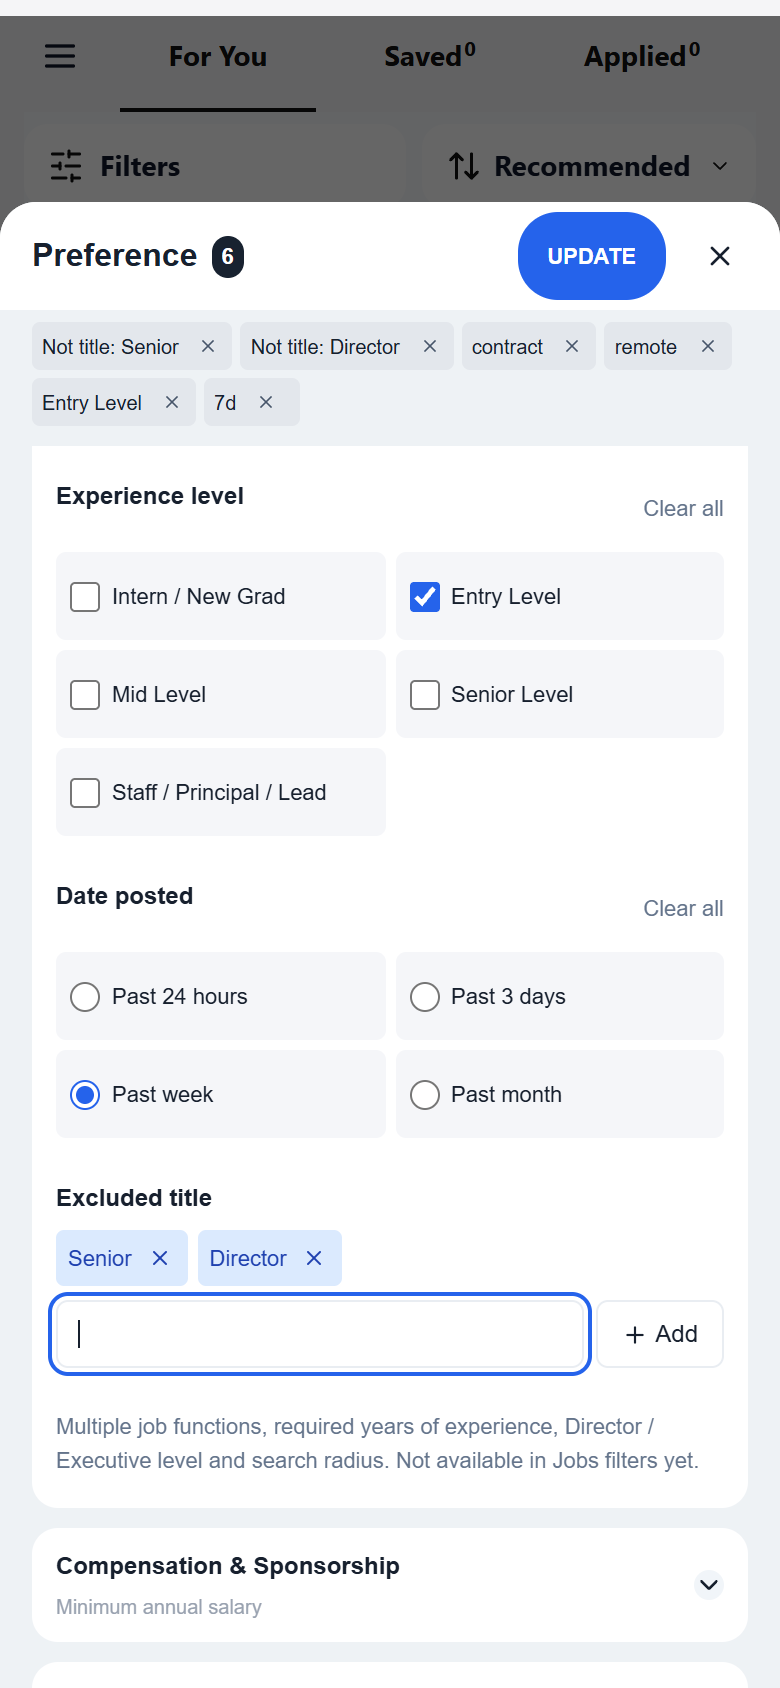 For You Saved0 Applied0
Filters Recommended
Preference 6 UPDATE
Not title: Senior Not title: Director contract remote
Entry Level 7d
Experience level
Clear all
Intern / New Grad Entry Level
Mid Level Senior Level
Staff / Principal / Lead
Date posted
Clear all
Past 24 hours Past 3 days
Past week Past month
Excluded title
Senior Director
Add
Multiple job functions, required years of experience, Director /
Executive level and search radius. Not available in Jobs filters yet.
Compensation & Sponsorship
Minimum annual salary